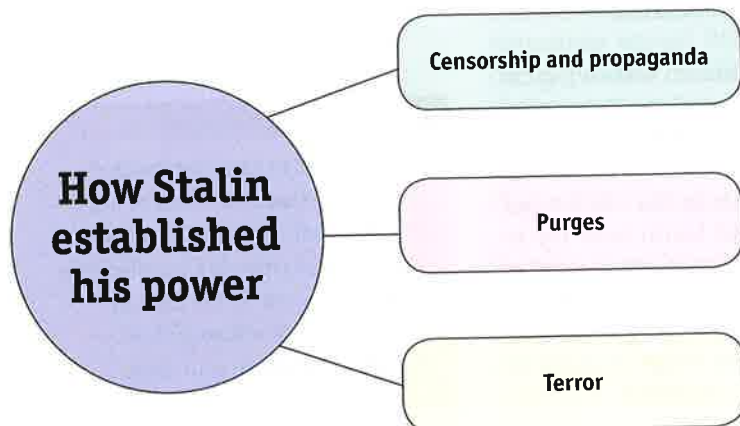 How Stalin
established
his power
Censorship and propaganda
Purges
Terror